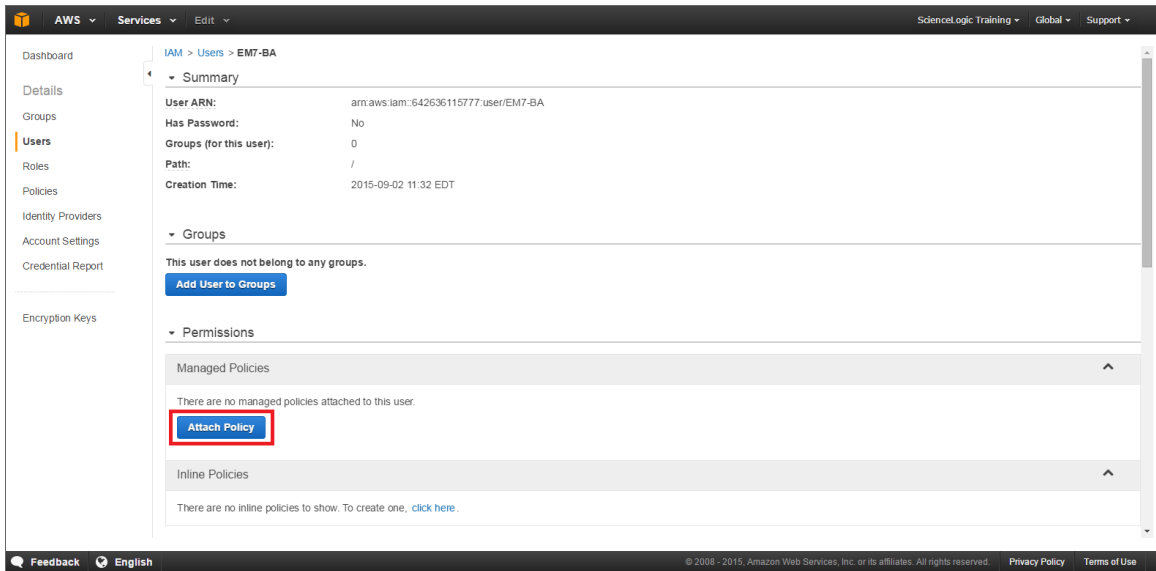 AWS Services Edit ScienceLogic Training Global Support
Dashboard
Details
Groups
Users
Roles
Policies
Identity Providers
Account Settings
Credential Report
Encryption Keys
IAM > Users > EM7-BA
Summary
User ARN: arn:aws:iam::642636115777:user/EM7-BA
Has Password: No
Groups (for this user): 0
Path: /
Creation Time: 2015-09-02 11:32 EDT
Groups
This user does not belong to any groups.
Add User to Groups
Permissions
Managed Policies
There are no managed policies attached to this user.
Attach Policy
Inline Policies
There are no inline policies to show. To create one, click here.
Feedback English © 2008 - 2015, Amazon Web Services, Inc. or its affiliates. All rights reserved. Privacy Policy Terms of Use